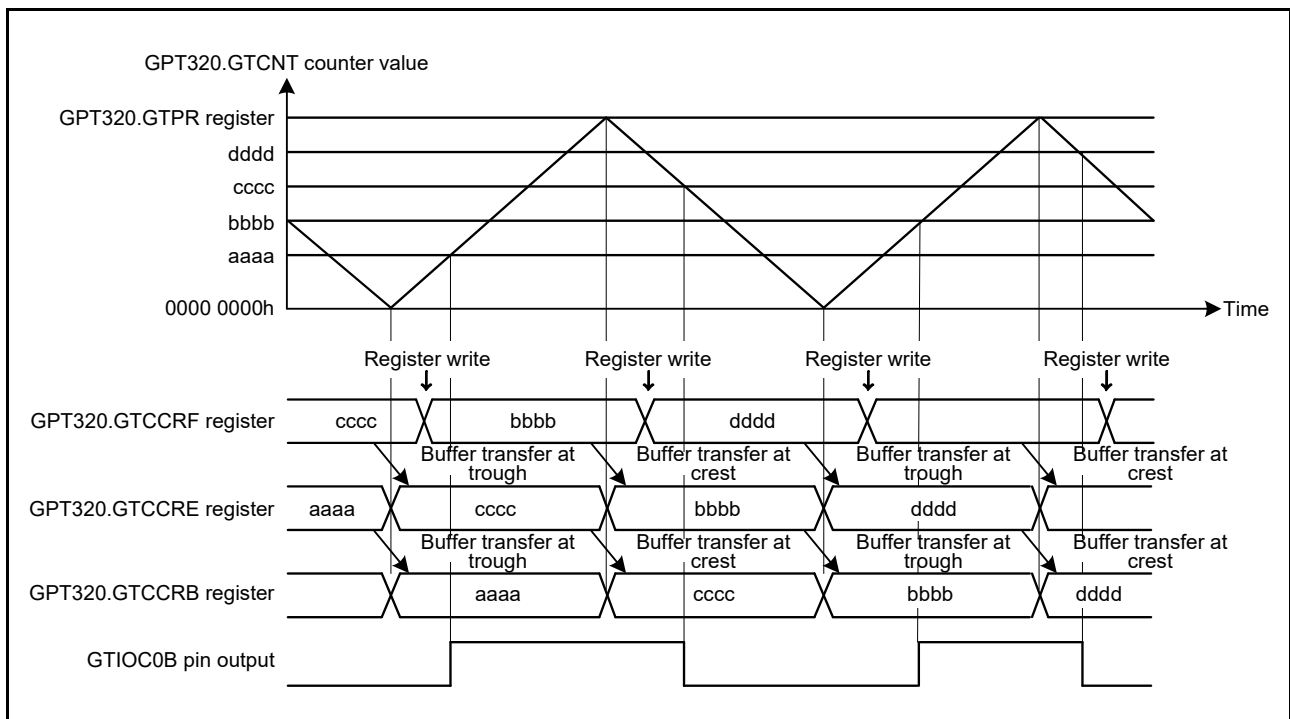 GPT320.GTCNT counter value
GPT320.GTPR register
dddd
cccc
bbbb
aaaa
0000 0000h
Time
Register write Register write Register write Register write
GPT320.GTCCRF register cccc bbbb dddd
Buffer transfer at Buffer transfer at Buffer transfer at Buffer transfer at
trough crest trough crest
GPT320.GTCCRE register aaaa cccc bbbb dddd
Buffer transfer at Buffer transfer at Buffer transfer at Buffer transfer at
trough crest trough crest
GPT320.GTCCRB register aaaa cccc bbbb dddd
GTIOC0B pin output